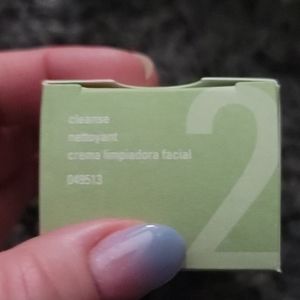 cleanse
nettoyant
crema limpiadora facial
049513
2